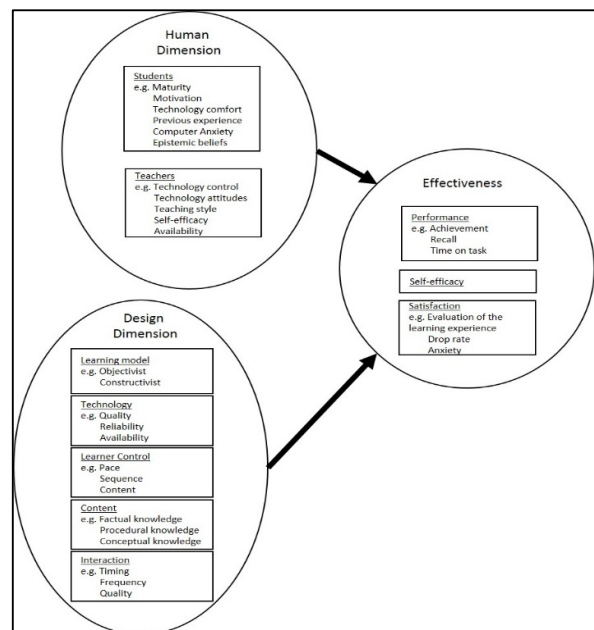 Human
Dimension
Students
e.g. Maturity
Motivation
Technology comfort
Previous experience
Computer Anxiety
Epistemic beliefs
Teachers
e.g. Technology control
Technology attitudes
Teaching style
Self-efficacy
Availability
Design
Dimension
Learning model
e.g. Objectivist
Constructivist
Technology
e.g. Quality
Reliability
Availability
Learner Control
e.g. Pace
Sequence
Content
Content
e.g. Factual knowledge
Procedural knowledge
Conceptual knowledge
Interaction
e.g. Timing
Frequency
Quality
Effectiveness
Performance
e.g. Achievement
Recall
Time on task
Self-efficacy
Satisfaction
e.g. Evaluation of the
learning experience
Drop rate
Anxiety